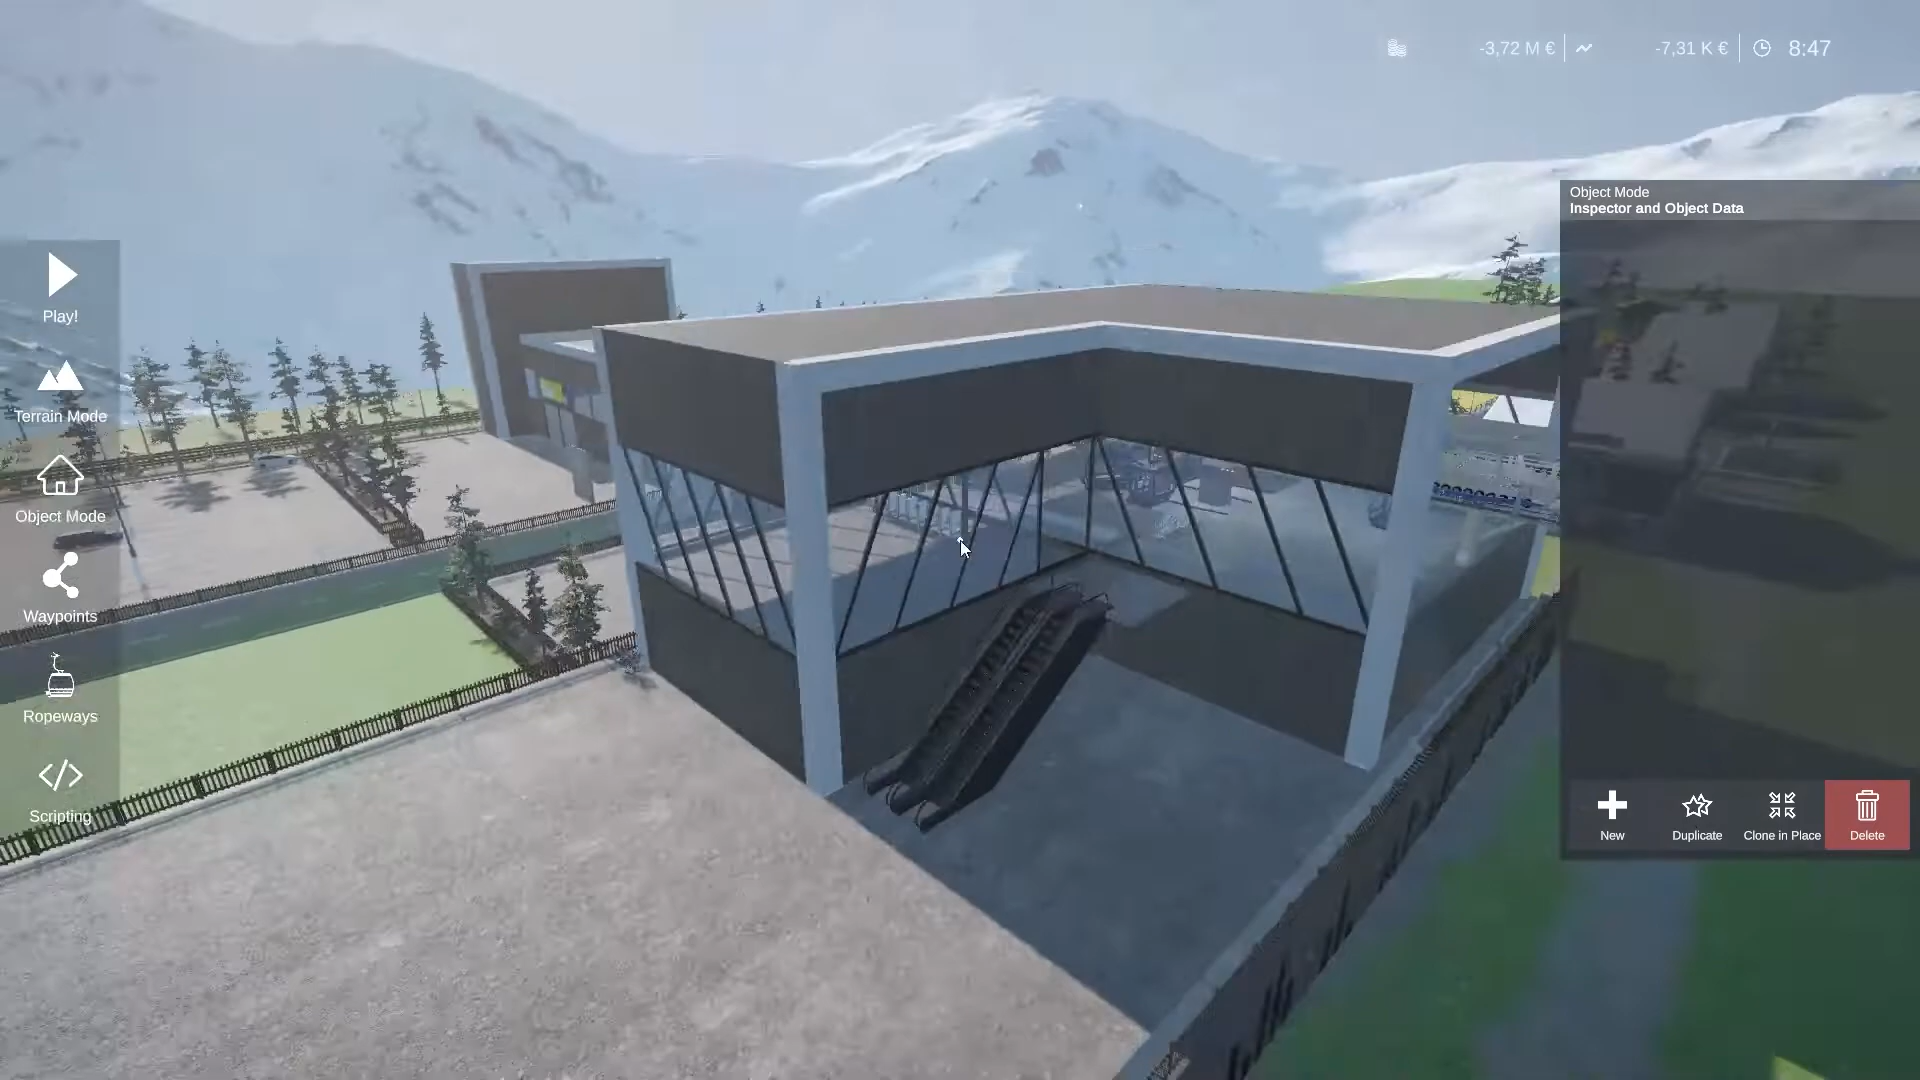 -3,72 M €
-7,31 K €
8:47
Object Mode
Inspector and Object Data
Play!
Terrain Mode
Object Mode
Waypoints
Ropeways
Scripting
New
Duplicate
Clone in Place
Delete